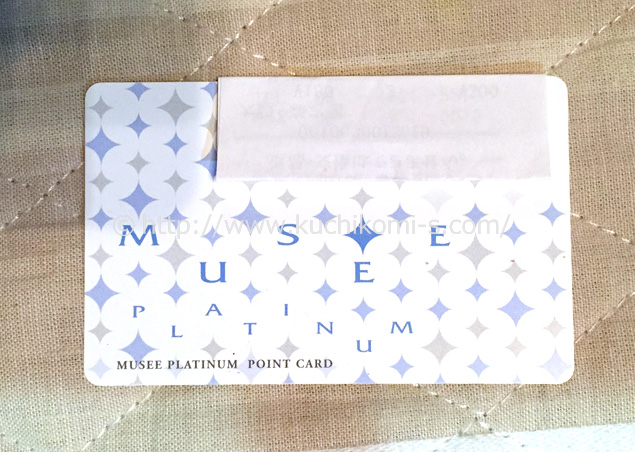 © http://www.kuchikomi-s.com/
MUSEE
PLATINUM
MUSEE PLATINUM POINT CARD